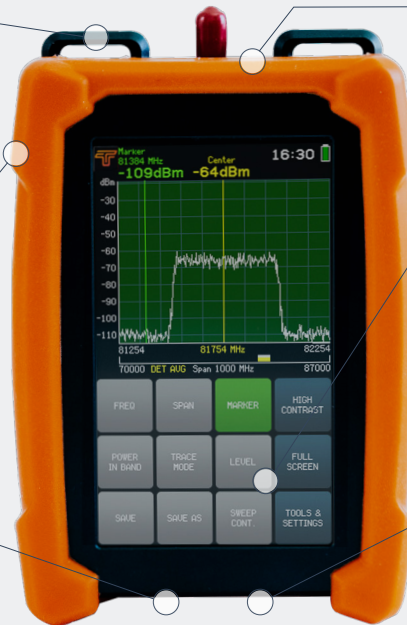 Marker
81384 MHz
Center
16:30
-109dBm -64dBm
dBm
-30
-40
-50
-60
-70
-80
-90
-100
-110
81254 81754 MHz 82254
70000 DET AVG Span 1000 MHz 87000
FREQ
SPAN
MARKER
HIGH
CONTRAST
POWER
IN BAND
TRACE
MODE
LEVEL
FULL
SCREEN
SAVE
SAVE AS
SWEEP
CONT.
TOOLS &
SETTINGS